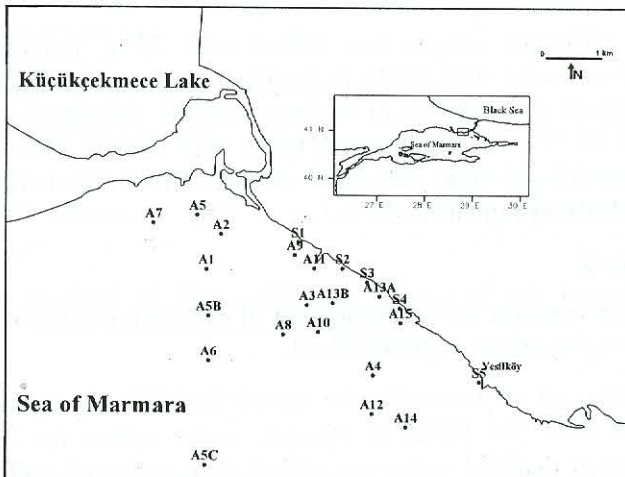 0 1 km
N
Küçükçekmece Lake
Black Sea
41 N
Sea of Marmara
40 N
27 E 28 E 29 E 30 E
A5
A7
A2
S1
A9
A1
A11
S2
S3
A13A
A3
A13B
S4
A5B
A15
A8
A10
A6
A4
Yesilköy
S5
Sea of Marmara
A12
A14
A5C